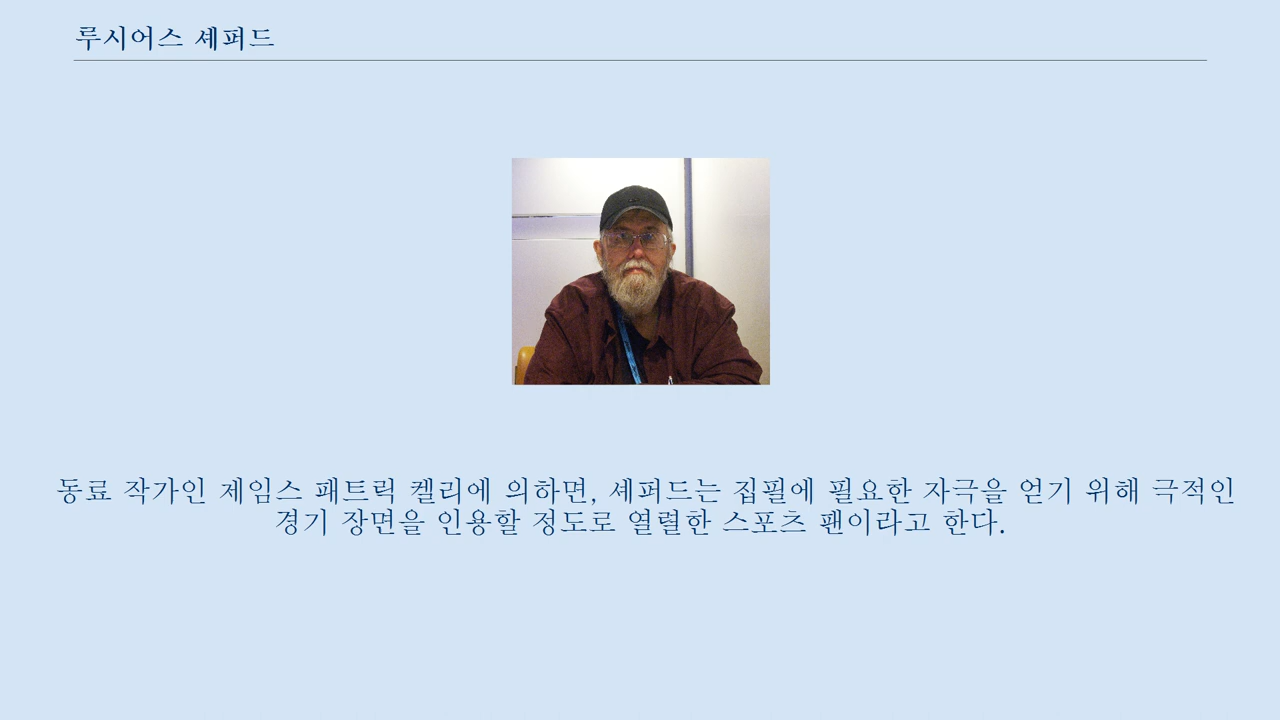 루시어스 셰퍼드
동료 작가인 제임스 패트릭 켈리에 의하면, 셰퍼드는 집필에 필요한 자극을 얻기 위해 극적인
경기 장면을 인용할 정도로 열렬한 스포츠 팬이라고 한다.